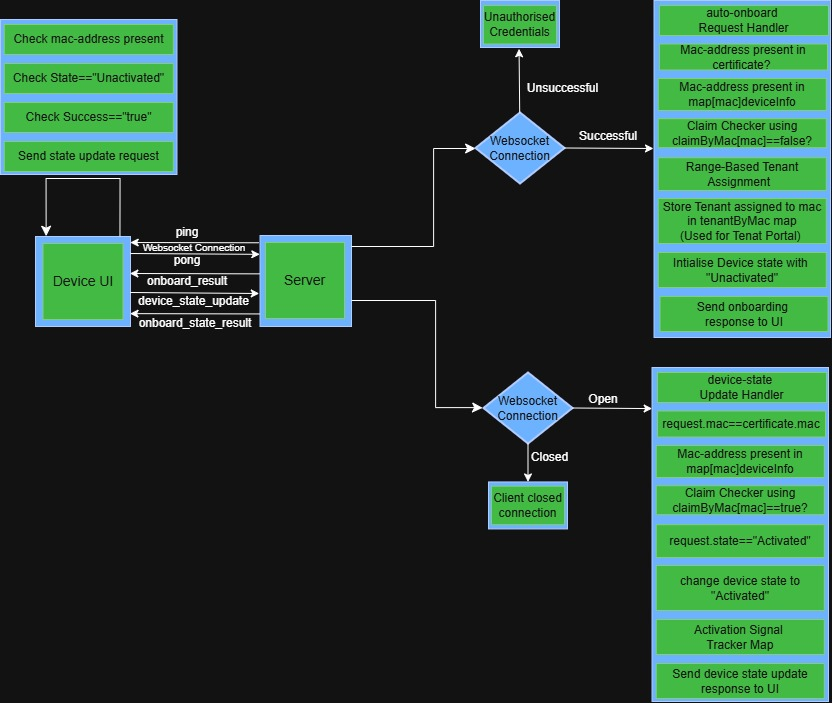 Check mac-address present
Check State=="Unactivated"
Check Success=="true"
Send state update request
Device UI
ping
Websocket Connection
pong
onboard_result
device_state_update
onboard_state_result
Server
Unauthorised
Credentials
Unsuccessful
Websocket
Connection
Successful
auto-onboard
Request Handler
Mac-address present in
certificate?
Mac-address present in
map[mac]deviceInfo
Claim Checker using
claimByMac[mac]==false?
Range-Based Tenant
Assignment
Store Tenant assigned to mac
in tenantByMac map
(Used for Tenat Portal)
Intialise Device state with
"Unactivated"
Send onboarding
response to UI
Websocket
Connection
Open
Closed
Client closed
connection
device-state
Update Handler
request.mac==certificate.mac
Mac-address present in
map[mac]deviceInfo
Claim Checker using
claimByMac[mac]==true?
request.state=="Activated"
change device state to
"Activated"
Activation Signal
Tracker Map
Send device state update
response to UI